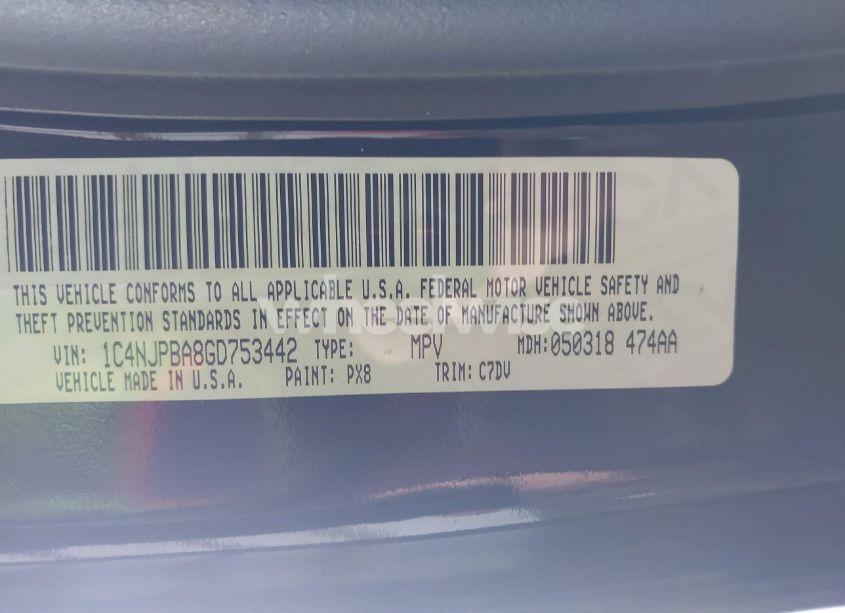 THIS VEHICLE CONFORMS TO ALL APPLICABLE U.S.A. FEDERAL MOTOR VEHICLE SAFETY AND
THEFT PREVENTION STANDARDS IN EFFECT ON THE DATE OF MANUFACTURE SHOWN ABOVE.
wheelwise
VIN: 1C4NJPBA8GD753442 TYPE: MPV MDH:050318 474AA
VEHICLE MADE IN U.S.A. PAINT: PX8 TRIM: C7DV